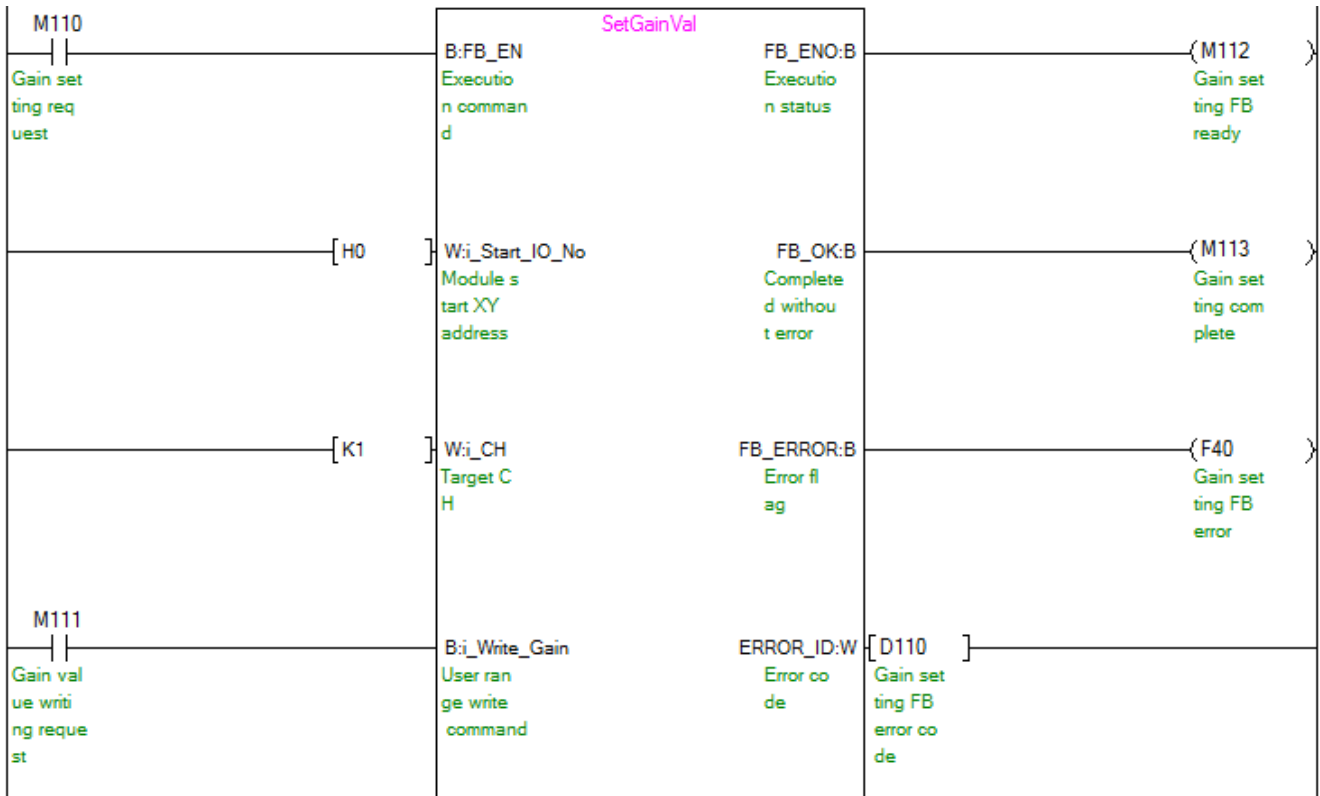 M110
SetGainVal
B:FB_EN
FB_ENO:B
(M112 )
Gain set
ting req
uest
Executio
n comman
d
Executio
n status
Gain set
ting FB
ready
[H0 ]
W:i_Start_IO_No
FB_OK:B
(M113 )
Module s
tart XY
address
Complete
d withou
t error
Gain set
ting com
plete
[K1 ]
W:i_CH
FB_ERROR:B
(F40 )
Target C
H
Error fl
ag
Gain set
ting FB
error
M111
B:i_Write_Gain
ERROR_ID:W
[D110 ]
Gain val
ue writi
ng reque
st
User ran
ge write
command
Error co
de
Gain set
ting FB
error co
de